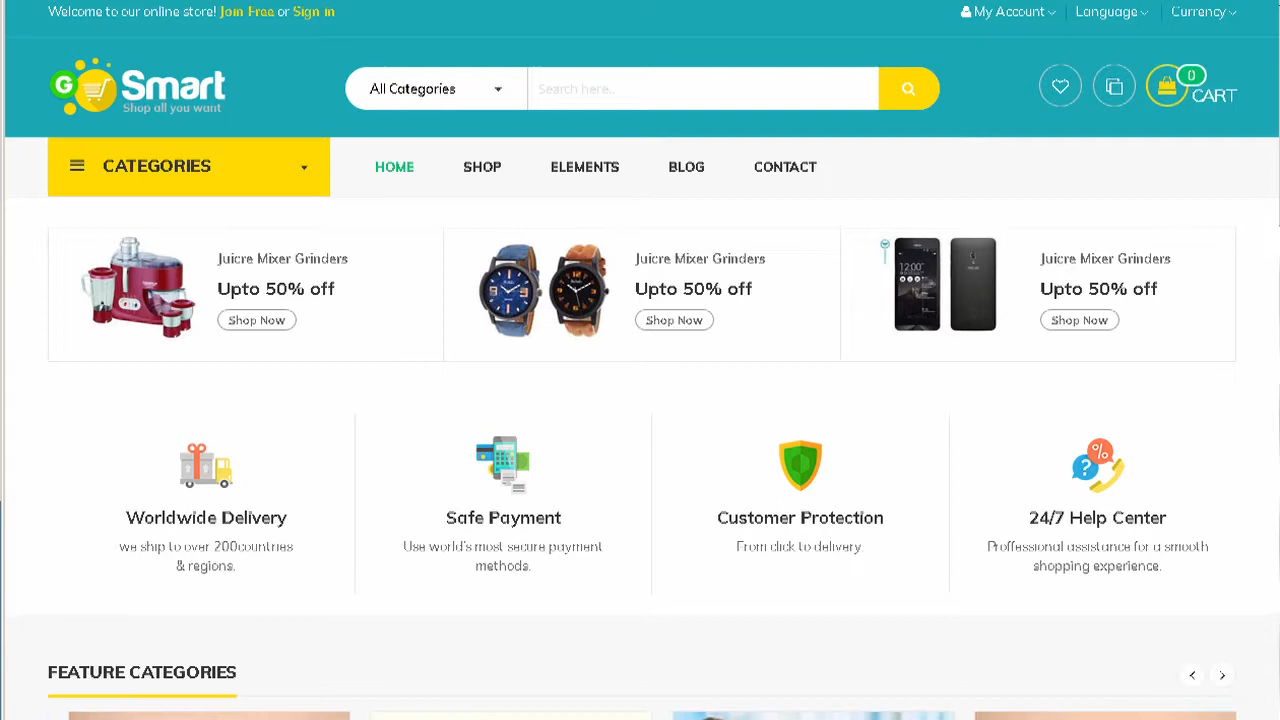 Welcome to our online store! Join Free or Sign in
My Account
Language
Currency
G Smart
Shop all you want
All Categories
Search here..
0
CART
CATEGORIES
HOME
SHOP
ELEMENTS
BLOG
CONTACT
Juicre Mixer Grinders
Upto 50% off
Shop Now
Juicre Mixer Grinders
Upto 50% off
Shop Now
12:00
Juicre Mixer Grinders
Upto 50% off
Shop Now
Worldwide Delivery
we ship to over 200countries
& regions.
Safe Payment
Use world's most secure payment
methods.
Customer Protection
From click to delivery.
24/7 Help Center
Proffessional assistance for a smooth
shopping experience.
FEATURE CATEGORIES